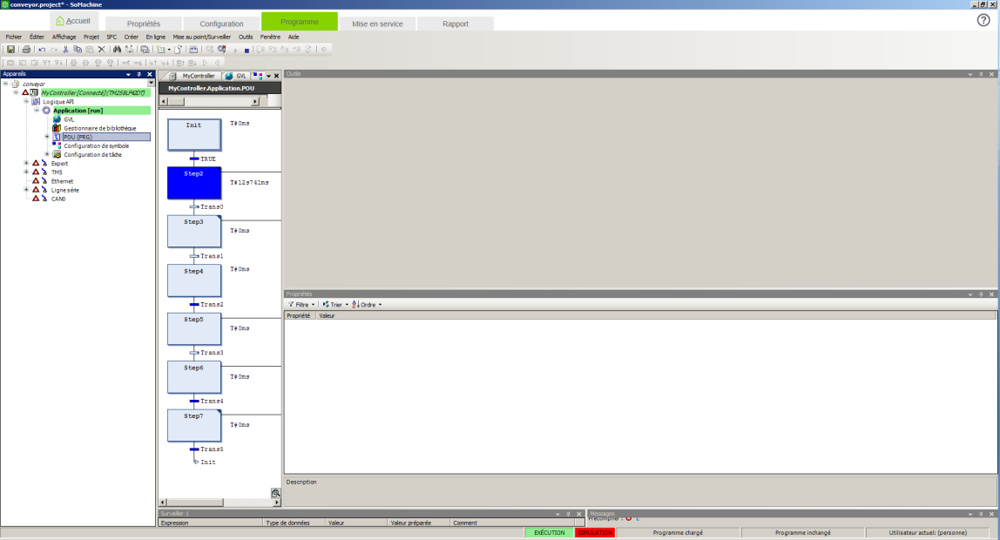 conveyor.project* - SoMachine
Accueil Propriétés Configuration Programme Mise en service Rapport
Fichier Éditer Affichage Projet SFC Créer En ligne Mise au point/Surveiller Outils Fenêtre Aide
Appareils
conveyor
MyController [Connecté] (TM258LF42DT)
Logique API
Application [run]
GVL
Gestionnaire de bibliothèque
POU (PRG)
Configuration de symbole
Configuration de tâche
Expert
TM5
Ethernet
Ligne série
CAN0
MyController GVL
MyController.Application.POU
1
Init T#0ms
TRUE
Step2
T#12s741ms
Trans0
Step3
T#0ms
Trans1
Step4 T#0ms
Trans2
Step5
T#0ms
Trans3
Step6
T#0ms
Trans4
Step7
T#0ms
Trans5
Init
Outils
Propriétés
Filtre Trier Ordre
Propriété Valeur
Description
Surveiller 1
Expression Type de données Valeur Valeur préparée Comment
Messages
Précompiler :
EXÉCUTION SIMULATION Programme chargé Programme inchangé Utilisateur actuel: (personne)